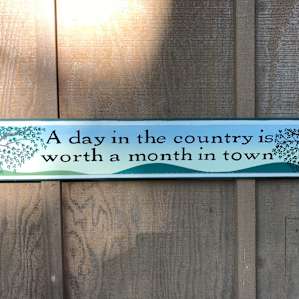 A day in the country is
worth a month in town